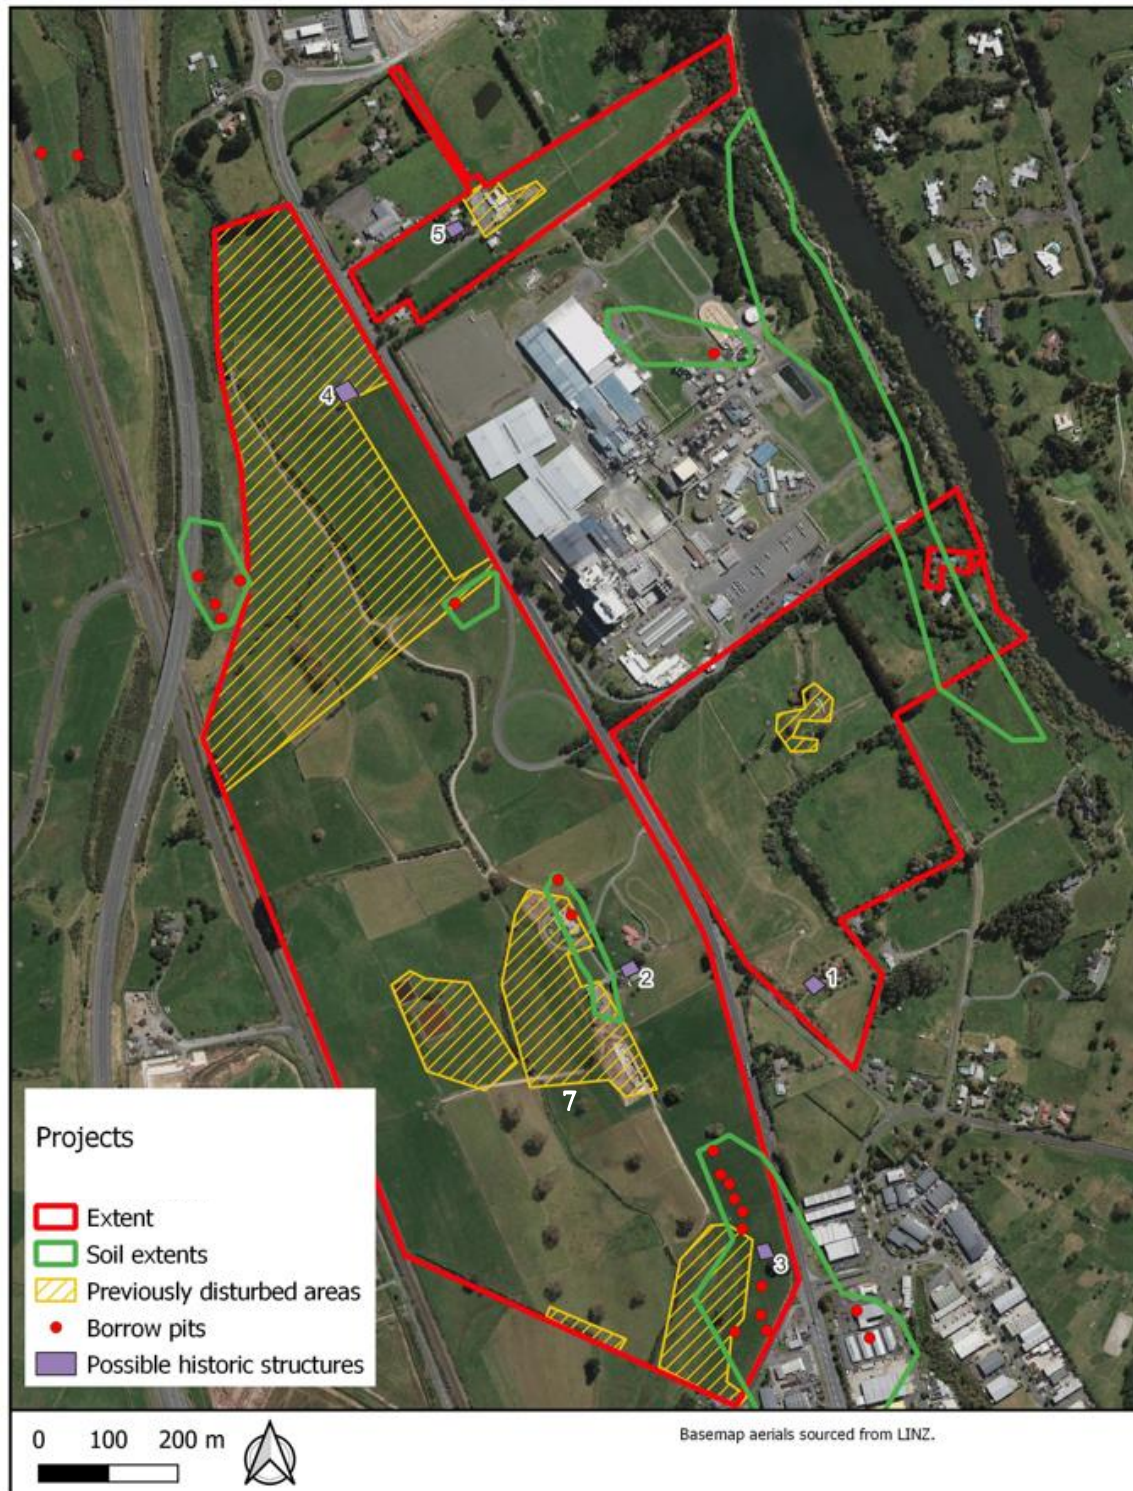 5
4
2
1
7
3
Projects
Extent
Soil extents
Previously disturbed areas
Borrow pits
Possible historic structures
0 100 200 m
Basemap aerials sourced from LINZ.